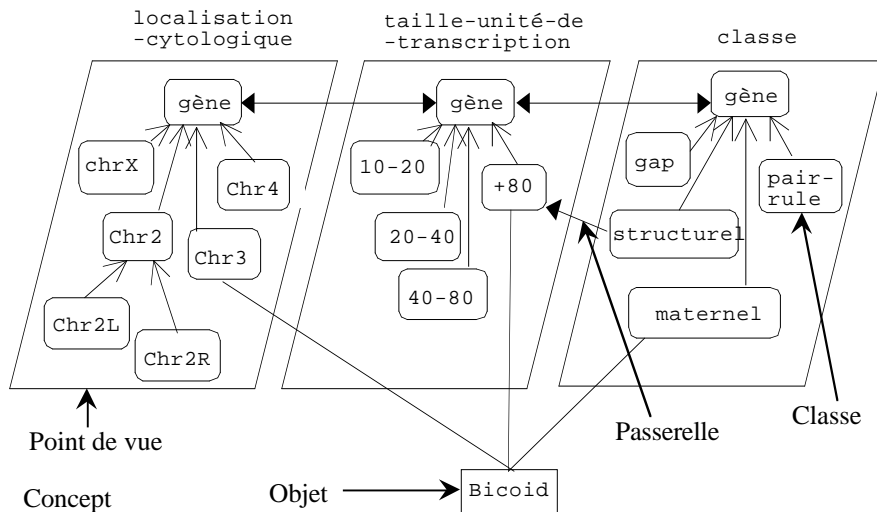 localisation
-cytologique
taille-unité-de
-transcription
classe
gène
gène
gène
chrX
Chr4
Chr2
Chr3
Chr2L
Chr2R
10-20
+80
20-40
40-80
gap
pair-
rule
structurel
maternel
Point de vue
Passerelle
Classe
Concept
Objet
Bicoid